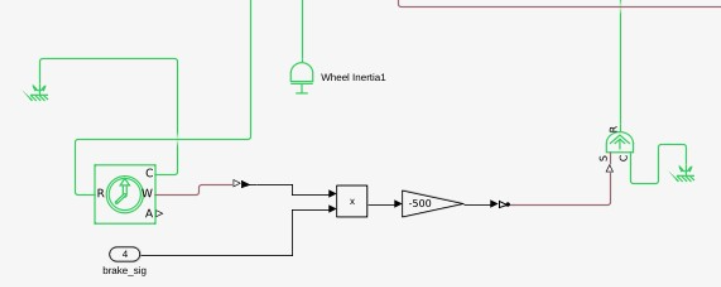 Wheel Inertia1
R
C
S
C
R
W
A
x
-500
4
brake_sig